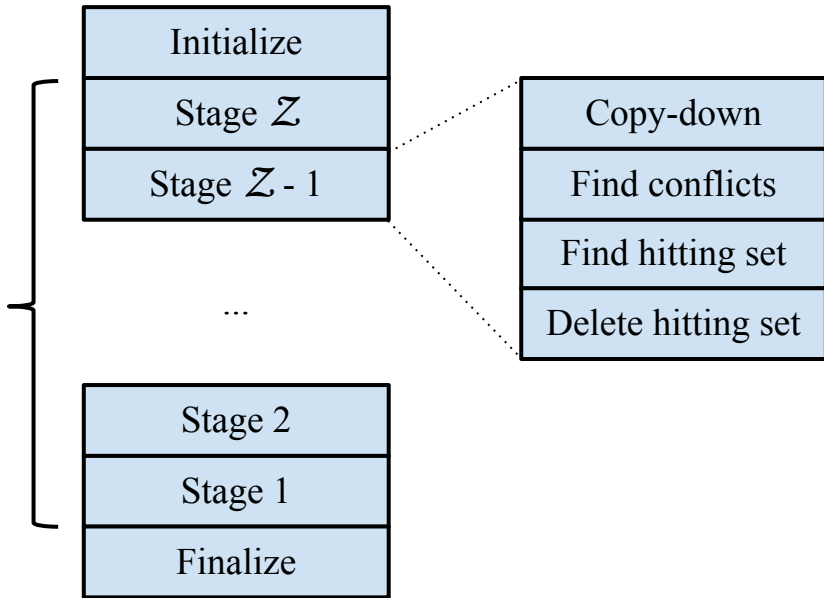 Initialize
Stage 𝒵
Stage 𝒵 - 1
...
Stage 2
Stage 1
Finalize
Copy-down
Find conflicts
Find hitting set
Delete hitting set